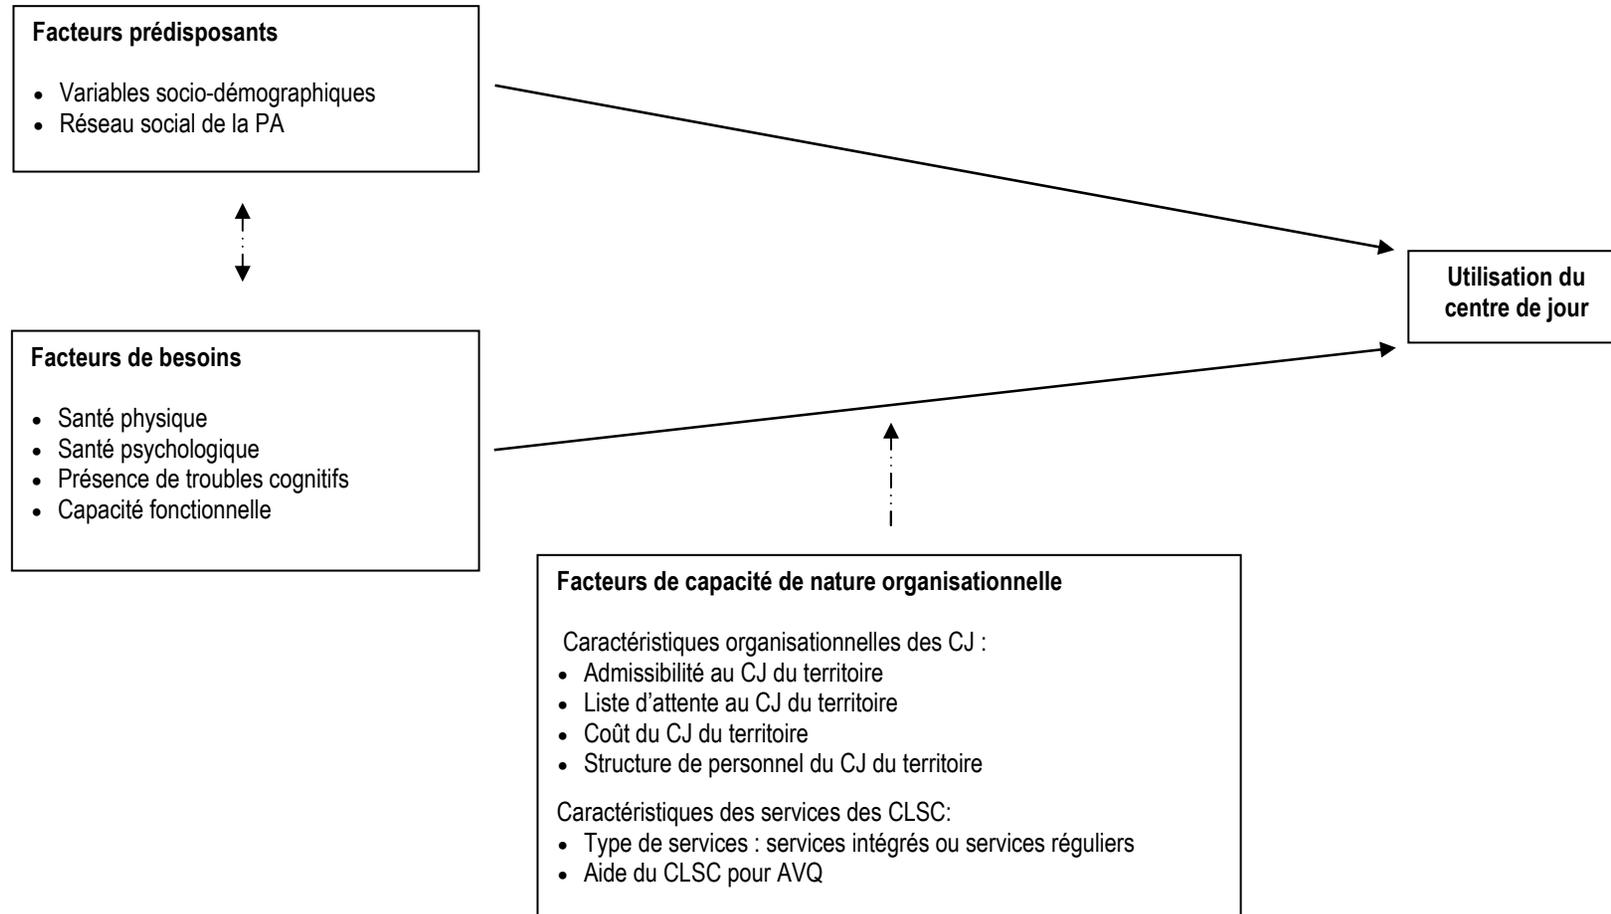 Facteurs prédisposants
• Variables socio-démographiques
• Réseau social de la PA
Utilisation du
centre de jour
Facteurs de besoins
• Santé physique
• Santé psychologique
• Présence de troubles cognitifs
• Capacité fonctionnelle
Facteurs de capacité de nature organisationnelle
Caractéristiques organisationnelles des CJ :
• Admissibilité au CJ du territoire
• Liste d’attente au CJ du territoire
• Coût du CJ du territoire
• Structure de personnel du CJ du territoire
Caractéristiques des services des CLSC:
• Type de services : services intégrés ou services réguliers
• Aide du CLSC pour AVQ